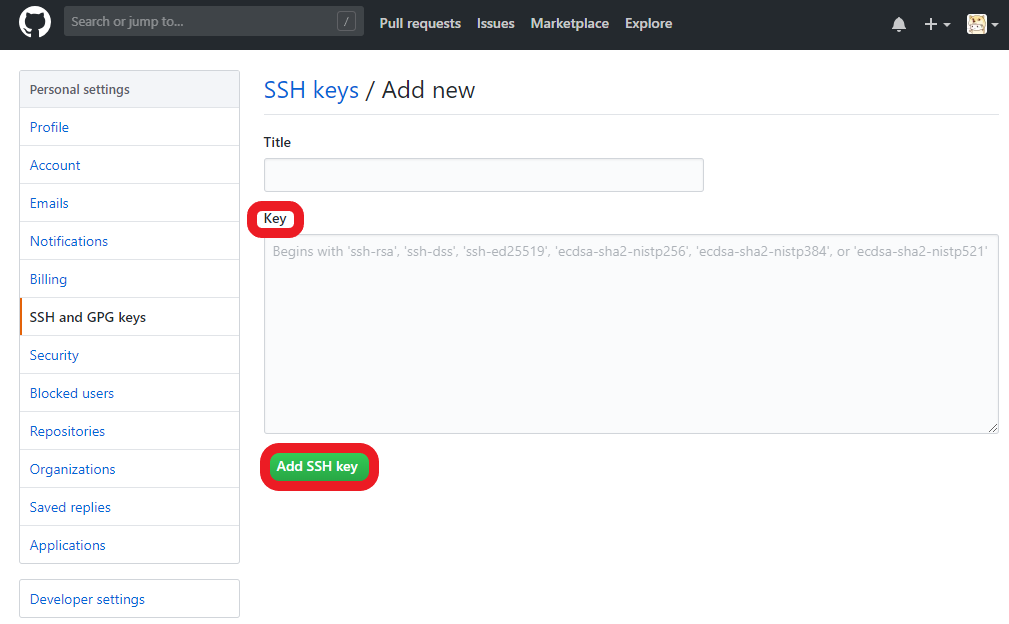 Search or jump to... /
Pull requests Issues Marketplace Explore
Personal settings
Profile
Account
Emails
Notifications
Billing
SSH and GPG keys
Security
Blocked users
Repositories
Organizations
Saved replies
Applications
Developer settings
SSH keys / Add new
Title
Key
Begins with 'ssh-rsa', 'ssh-dss', 'ssh-ed25519', 'ecdsa-sha2-nistp256', 'ecdsa-sha2-nistp384', or 'ecdsa-sha2-nistp521'
Add SSH key